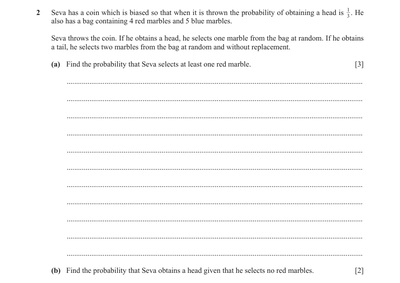 2 Seva has a coin which is biased so that when it is thrown the probability of obtaining a head is 1/3. He
also has a bag containing 4 red marbles and 5 blue marbles.
Seva throws the coin. If he obtains a head, he selects one marble from the bag at random. If he obtains
a tail, he selects two marbles from the bag at random and without replacement.
(a) Find the probability that Seva selects at least one red marble. [3]
(b) Find the probability that Seva obtains a head given that he selects no red marbles. [2]